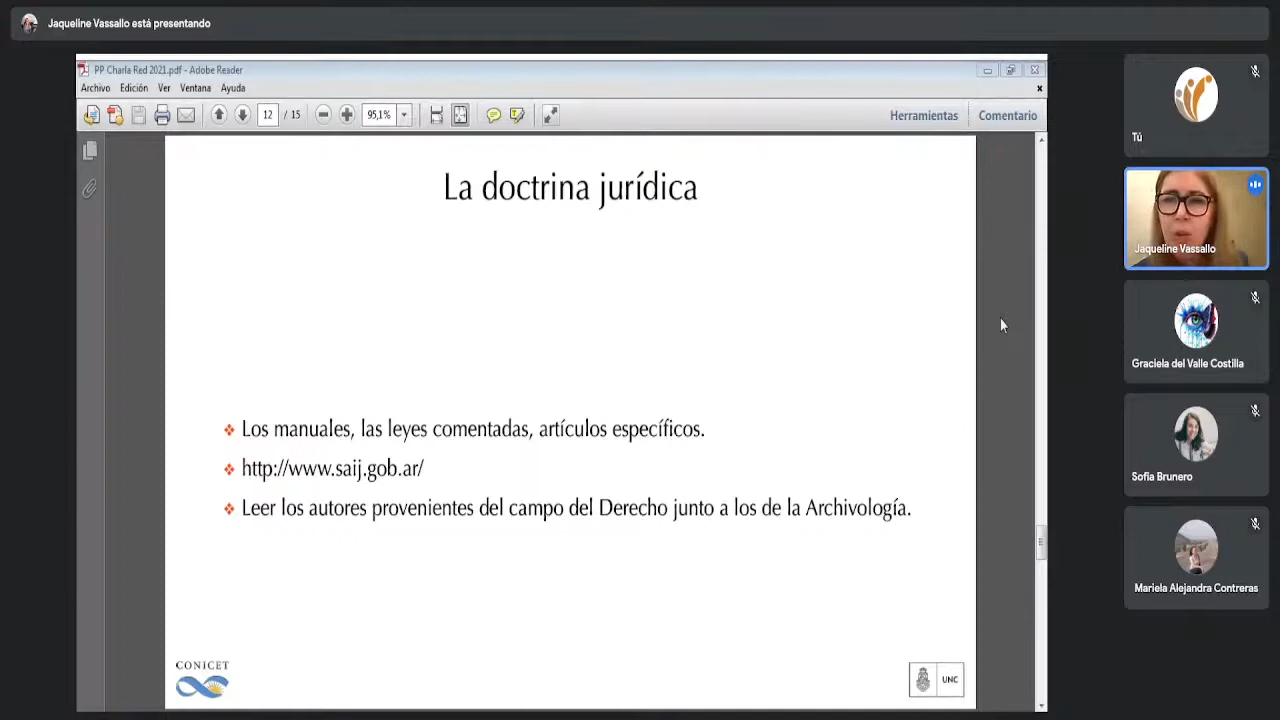 Jaqueline Vassallo está presentando
PP Charla Red 2021.pdf - Adobe Reader
Archivo Edición Ver Ventana Ayuda
12 / 15 95,1% Herramientas Comentario
La doctrina jurídica
Los manuales, las leyes comentadas, artículos específicos.
http://www.saij.gob.ar/
Leer los autores provenientes del campo del Derecho junto a los de la Archivología.
CONICET
UNC
Tú
Jaqueline Vassallo
Graciela del Valle Costilla
Sofia Brunero
Mariela Alejandra Contreras